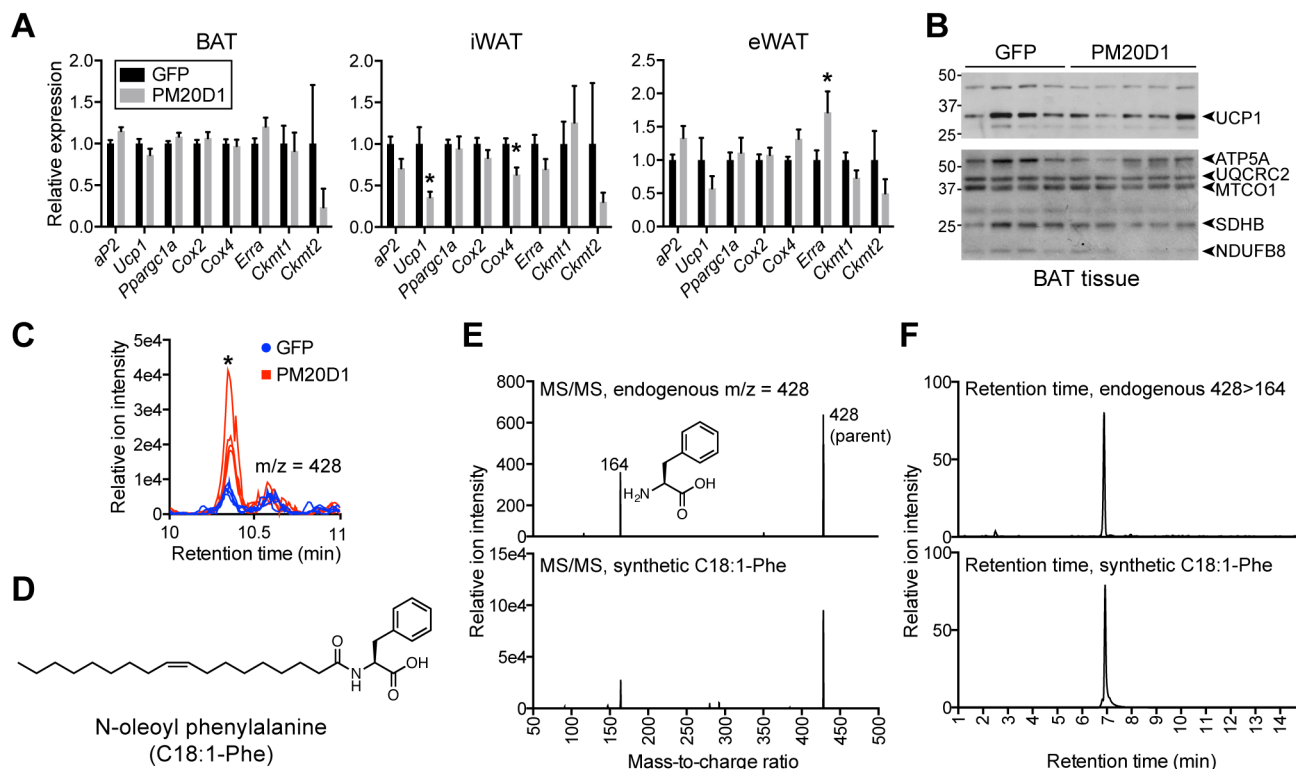 A
BAT
iWAT
eWAT
Relative expression
2.0
1.5
1.0
0.5
0.0
GFP
PM20D1
aP2
Ucp1
Ppargc1a
Cox2
Cox4
Erra
Ckmt1
Ckmt2
2.0
1.5
1.0
0.5
0.0
*
*
aP2
Ucp1
Ppargc1a
Cox2
Cox4
Erra
Ckmt1
Ckmt2
2.5
2.0
1.5
1.0
0.5
0.0
*
aP2
Ucp1
Ppargc1a
Cox2
Cox4
Erra
Ckmt1
Ckmt2
B
GFP PM20D1
50
37
25
UCP1
50
37
25
ATP5A
UQCRC2
MTCO1
SDHB
NDUFB8
BAT tissue
C
Relative ion intensity
5e4
4e4
3e4
2e4
1e4
0
*
GFP
PM20D1
m/z = 428
10 10.5 11
Retention time (min)
D
O
N
H
OH
O
N-oleoyl phenylalanine
(C18:1-Phe)
E
Relative ion intensity
800
600
400
200
0
MS/MS, endogenous m/z = 428
428
(parent)
164
H2N
OH
O
15e4
10e4
5e4
0
MS/MS, synthetic C18:1-Phe
50 100 150 200 250 300 350 400 450 500
Mass-to-charge ratio
F
Relative ion intensity
100
50
0
Retention time, endogenous 428>164
100
50
0
Retention time, synthetic C18:1-Phe
1 2 3 4 5 6 7 8 9 10 11 12 13 14
Retention time (min)